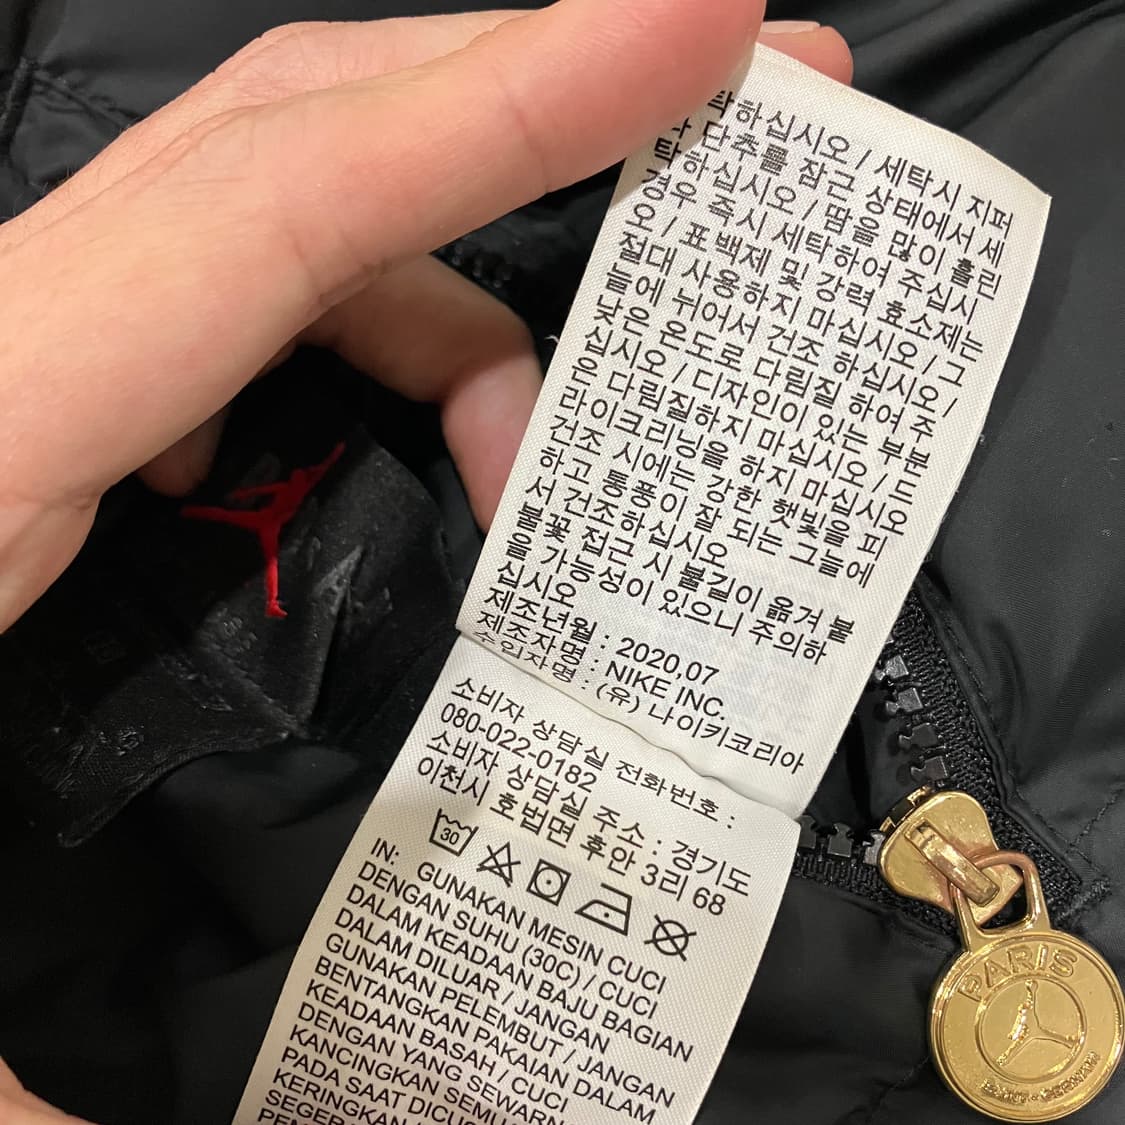 탁하십시오 / 세탁시 지퍼
나 단추를 잠근 상태에서 세
탁하십시오 / 땀을 많이 흘린
경우 즉시 세탁하여 주십시
오 / 표백제 및 강력 효소제는
절대 사용하지 마십시오 / 그
늘에 뉘어서 건조 하십시오 /
낮은 온도로 다림질 하여 주
십시오 / 디자인이 있는 부분
은 다림질하지 마십시오 / 드
라이크리닝을 하지 마십시오
건조 시에는 강한 햇빛을 피
하고 통풍이 잘 되는 그늘에
서 건조하십시오
불꽃 접근 시 불길이 옮겨 붙
을 가능성이 있으니 주의하
십시오
제조년월 : 2020,07
제조자명 : NIKE INC.
수입자명 : (유) 나이키코리아
소비자 상담실 전화번호 :
080-022-0182
소비자 상담실 주소 : 경기도
이천시 호법면 후안 3리 68
30
IN: GUNAKAN MESIN CUCI
DENGAN SUHU (30C) / CUCI
DALAM KEADAAN BAJU BAGIAN
DALAM DILUAR / JANGAN
GUNAKAN PELEMBUT / JANGAN
BENTANGKAN PAKAIAN DALAM
KEADAAN BASAH / CUCI
DENGAN YANG SEWARN
KANCINGKAN SEMU
PADA SAAT DICUC
KERINGKAN
SEGER
PEM
PARIS
SAINT-GERMAIN